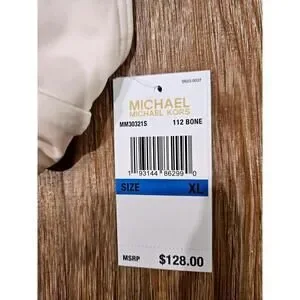 MICHAEL
MICHAEL KORS
MM30321S 112 BONE
1 93144 86299 0
SIZE XL
MSRP $128.00